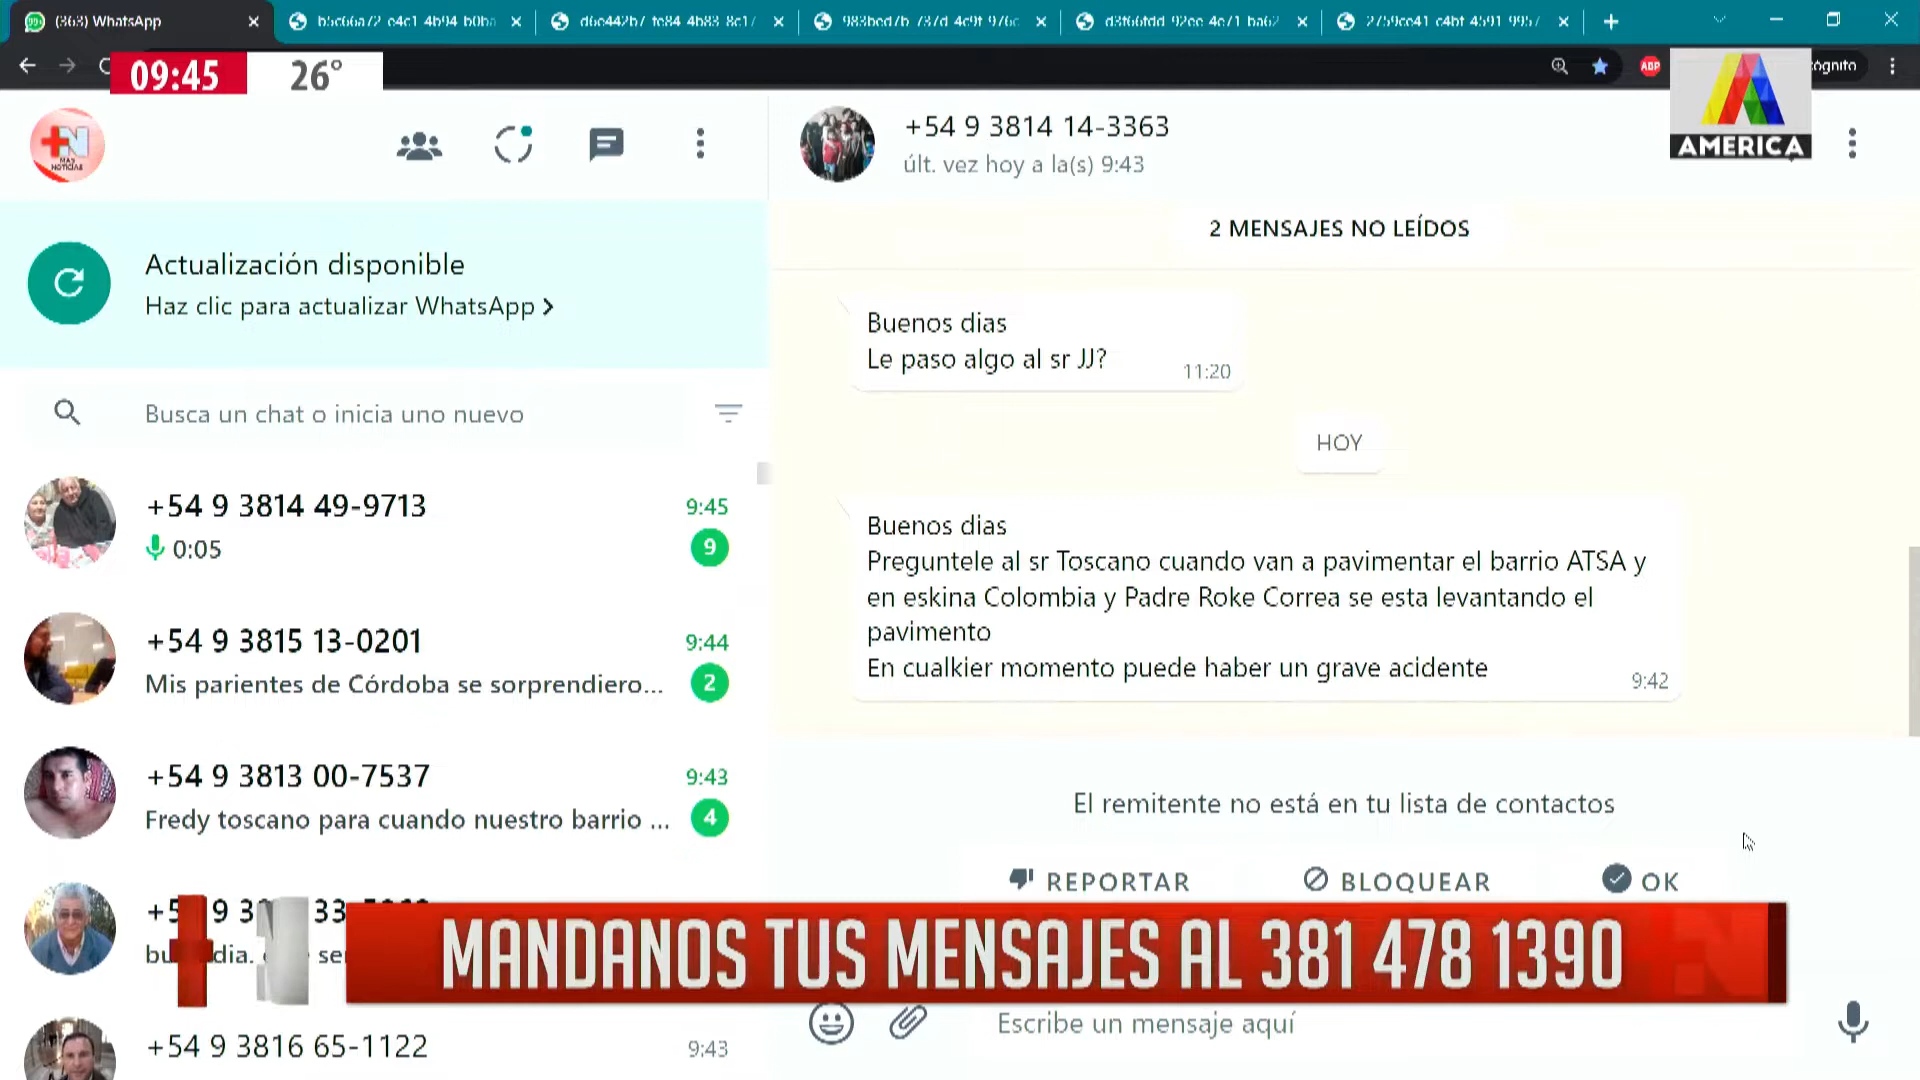 (363) WhatsApp
09:45
26°
ABP
ógnito
AMERICA
+N
MAS
NOTICIAS
+54 9 3814 14-3363
últ. vez hoy a la(s) 9:43
Actualización disponible
Haz clic para actualizar WhatsApp
Busca un chat o inicia uno nuevo
+54 9 3814 49-9713
9:45
0:05
9
+54 9 3815 13-0201
9:44
Mis parientes de Córdoba se sorprendiero...
2
+54 9 3813 00-7537
9:43
Fredy toscano para cuando nuestro barrio ...
4
+54 9 3816 65-1122
9:43
2 MENSAJES NO LEÍDOS
Buenos dias
Le paso algo al sr JJ?
11:20
HOY
Buenos dias
Preguntele al sr Toscano cuando van a pavimentar el barrio ATSA y
en eskina Colombia y Padre Roke Correa se esta levantando el
pavimento
En cualkier momento puede haber un grave acidente
9:42
El remitente no está en tu lista de contactos
REPORTAR
BLOQUEAR
OK
MANDANOS TUS MENSAJES AL 381 478 1390
Escribe un mensaje aquí